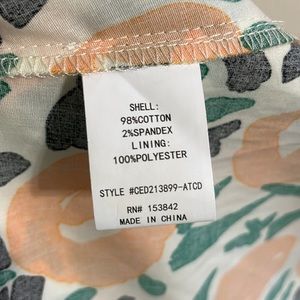 SHELL:
98%COTTON
2%SPANDEX
LINING:
100%POLYESTER
STYLE #CED213899-ATCD
RN# 153842
MADE IN CHINA